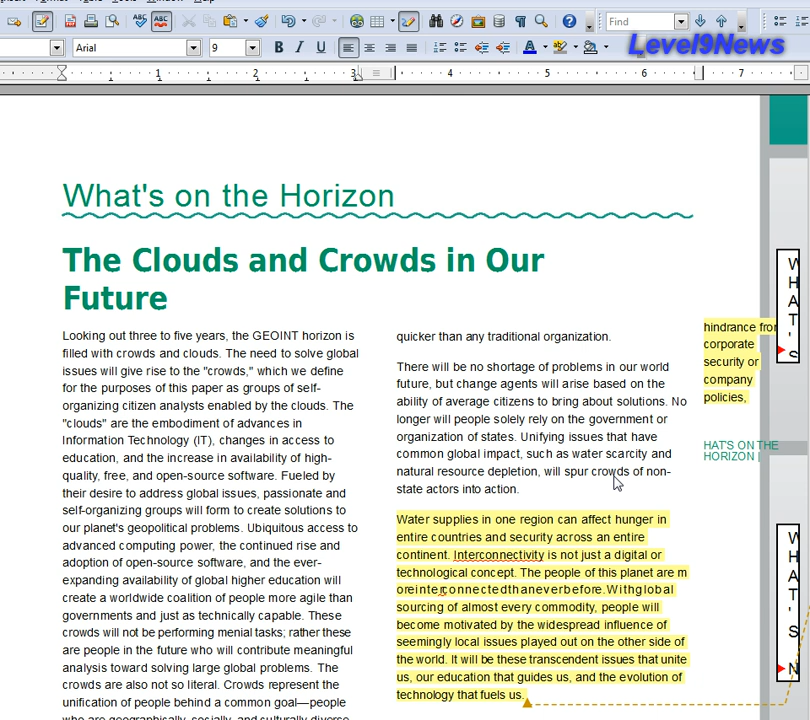 Arial
9
Find
Level9News
1
2
3
4
5
6
7
What's on the Horizon
The Clouds and Crowds in Our
Future
Looking out three to five years, the GEOINT horizon is
filled with crowds and clouds. The need to solve global
issues will give rise to the "crowds," which we define
for the purposes of this paper as groups of self-
organizing citizen analysts enabled by the clouds. The
"clouds" are the embodiment of advances in
Information Technology (IT), changes in access to
education, and the increase in availability of high-
quality, free, and open-source software. Fueled by
their desire to address global issues, passionate and
self-organizing groups will form to create solutions to
our planet's geopolitical problems. Ubiquitous access to
advanced computing power, the continued rise and
adoption of open-source software, and the ever-
expanding availability of global higher education will
create a worldwide coalition of people more agile than
governments and just as technically capable. These
crowds will not be performing menial tasks; rather these
are people in the future who will contribute meaningful
analysis toward solving large global problems. The
crowds are also not so literal. Crowds represent the
unification of people behind a common goal—people
who are geographically, socially, and culturally diverse
quicker than any traditional organization.
There will be no shortage of problems in our world
future, but change agents will arise based on the
ability of average citizens to bring about solutions. No
longer will people solely rely on the government or
organization of states. Unifying issues that have
common global impact, such as water scarcity and
natural resource depletion, will spur crowds of non-
state actors into action.
Water supplies in one region can affect hunger in
entire countries and security across an entire
continent. Interconnectivity is not just a digital or
technological concept. The people of this planet are m
oreinterconnectedthaneverbefore.Withglobal
sourcing of almost every commodity, people will
become motivated by the widespread influence of
seemingly local issues played out on the other side of
the world. It will be these transcendent issues that unite
us, our education that guides us, and the evolution of
technology that fuels us.
hindrance from
corporate
security or
company
policies,
HAT'S ON THE
HORIZON |
W
H
A
T
'
S
W
H
A
T
'
S
N